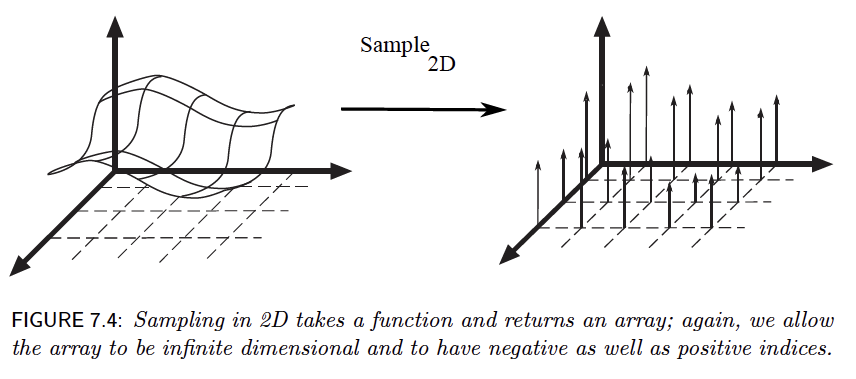 Sample
2D
FIGURE 7.4: Sampling in 2D takes a function and returns an array; again, we allow
the array to be infinite dimensional and to have negative as well as positive indices.